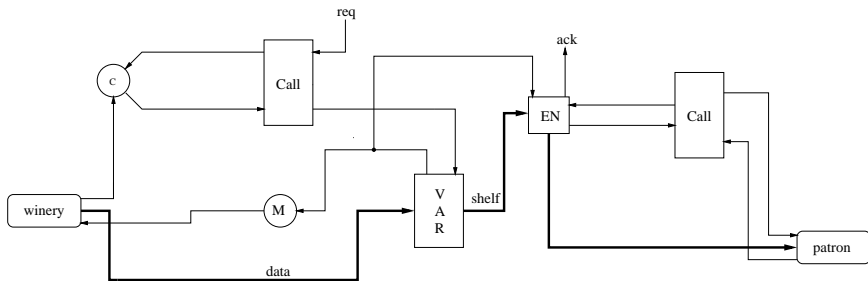 req
ack
c
Call
EN
Call
V
A
R
shelf
winery
M
data
patron